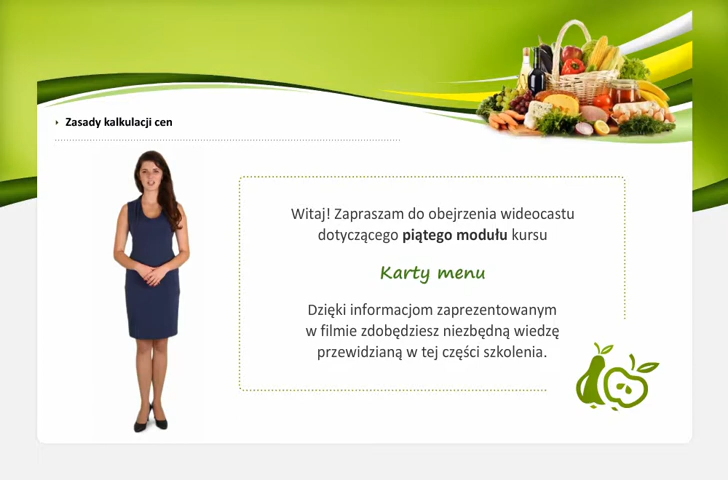 Zasady kalkulacji cen
Witaj! Zapraszam do obejrzenia wideocastu
dotyczącego piątego modułu kursu
Karty menu
Dzięki informacjom zaprezentowanym
w filmie zdobędziesz niezbędną wiedzę
przewidzianą w tej części szkolenia.